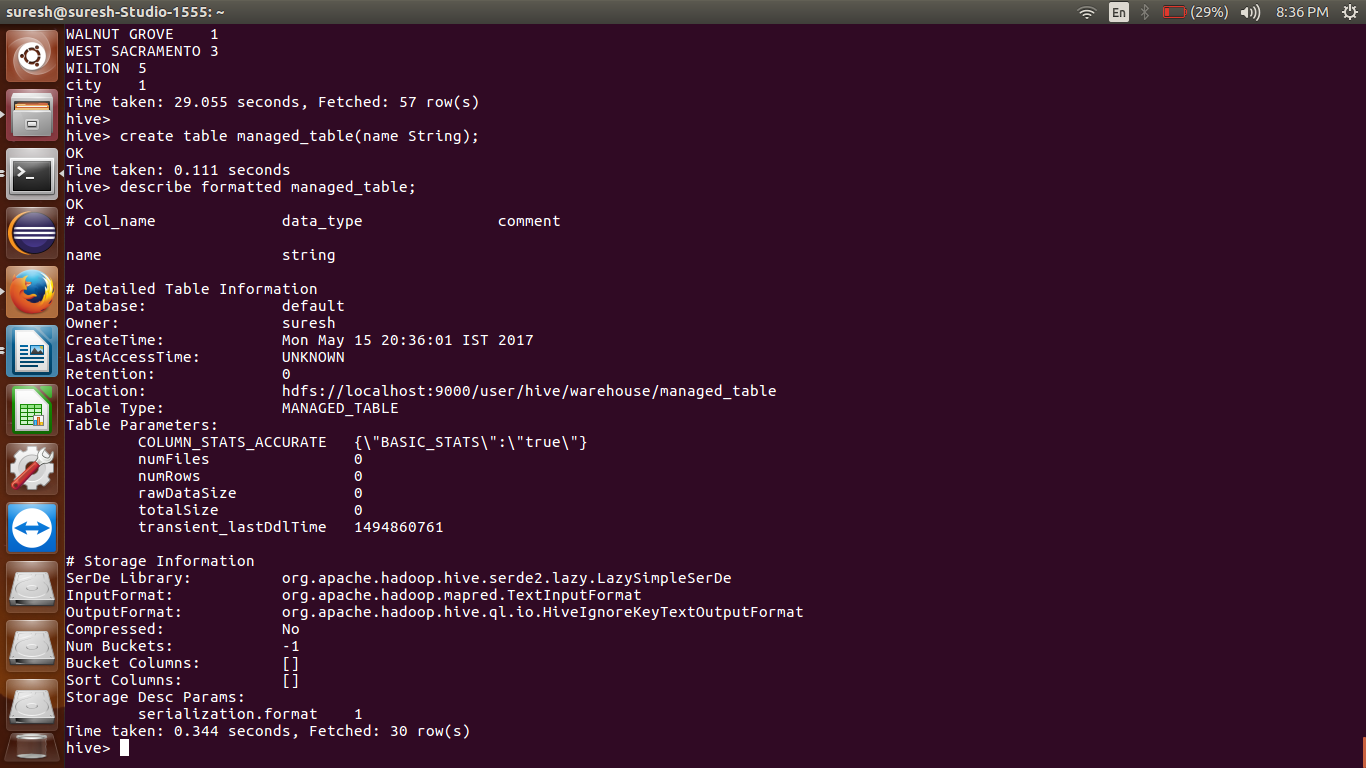 suresh@suresh-Studio-1555: ~
En
(29%)
8:36 PM
WALNUT GROVE    1
WEST SACRAMENTO 3
WILTON  5
city    1
Time taken: 29.055 seconds, Fetched: 57 row(s)
hive>
hive> create table managed_table(name String);
OK
Time taken: 0.111 seconds
hive> describe formatted managed_table;
OK
# col_name              data_type               comment
name                    string
# Detailed Table Information
Database:               default
Owner:                  suresh
CreateTime:             Mon May 15 20:36:01 IST 2017
LastAccessTime:         UNKNOWN
Retention:              0
Location:               hdfs://localhost:9000/user/hive/warehouse/managed_table
Table Type:             MANAGED_TABLE
Table Parameters:
        COLUMN_STATS_ACCURATE   {\"BASIC_STATS\":\"true\"}
        numFiles                0
        numRows                 0
        rawDataSize             0
        totalSize               0
        transient_lastDdlTime   1494860761
# Storage Information
SerDe Library:          org.apache.hadoop.hive.serde2.lazy.LazySimpleSerDe
InputFormat:            org.apache.hadoop.mapred.TextInputFormat
OutputFormat:           org.apache.hadoop.hive.ql.io.HiveIgnoreKeyTextOutputFormat
Compressed:             No
Num Buckets:            -1
Bucket Columns:         []
Sort Columns:           []
Storage Desc Params:
        serialization.format    1
Time taken: 0.344 seconds, Fetched: 30 row(s)
hive>